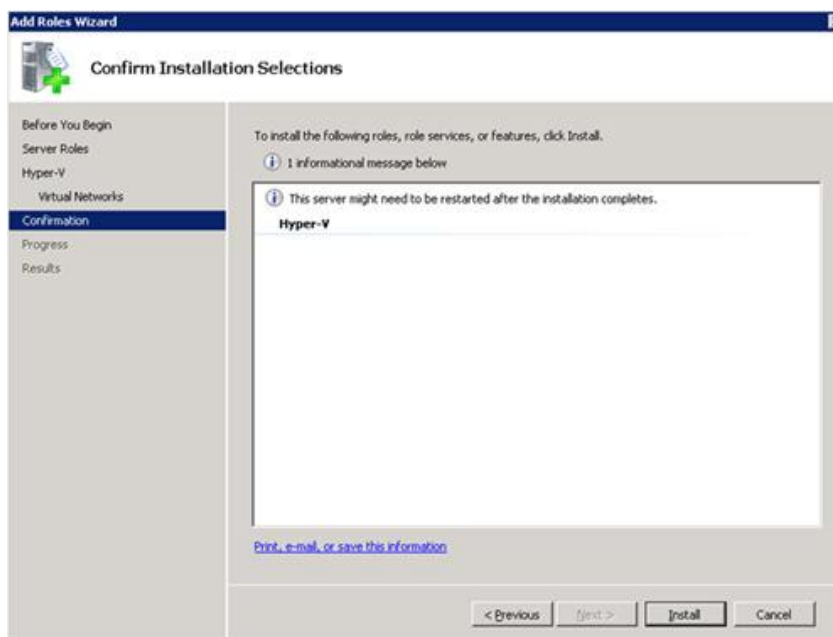 Add Roles Wizard
Confirm Installation Selections
Before You Begin
Server Roles
Hyper-V
Virtual Networks
Confirmation
Progress
Results
To install the following roles, role services, or features, click Install.
1 informational message below
This server might need to be restarted after the installation completes.
Hyper-V
Print, e-mail, or save this information
< Previous
Next >
Install
Cancel